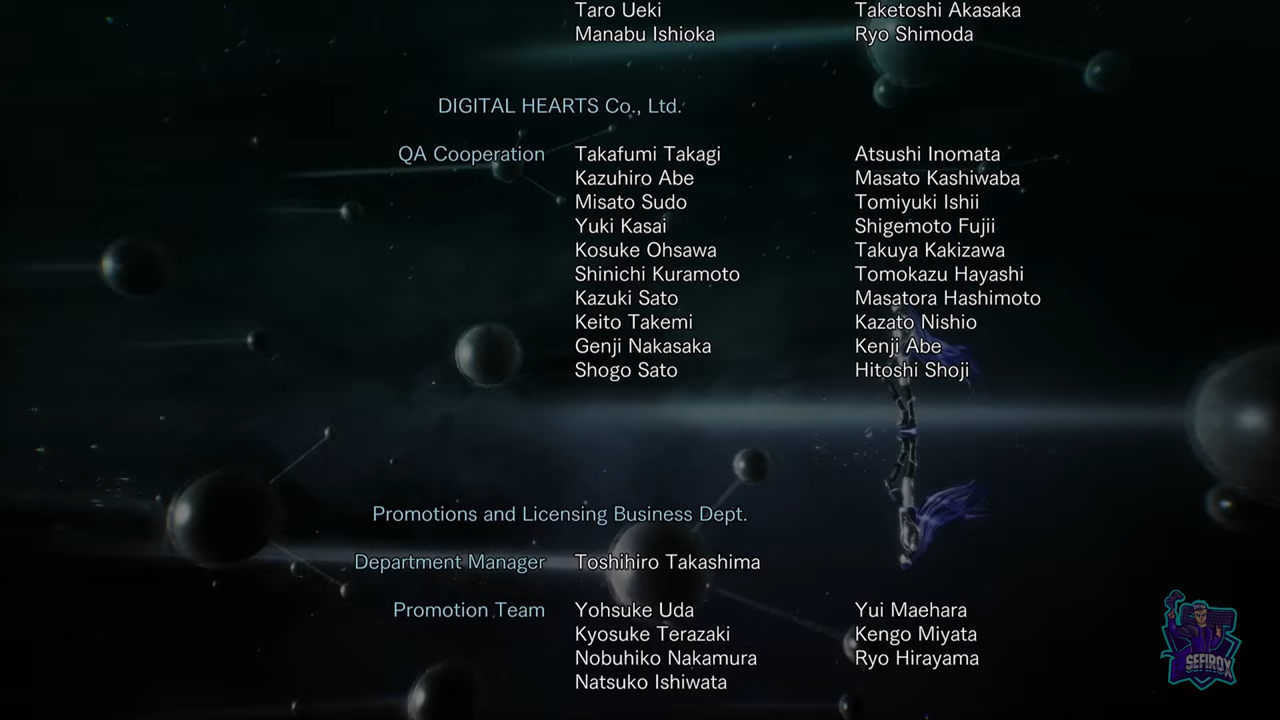 Taro Ueki Taketoshi Akasaka
Manabu Ishioka Ryo Shimoda
DIGITAL HEARTS Co., Ltd.
QA Cooperation Takafumi Takagi Atsushi Inomata
Kazuhiro Abe Masato Kashiwaba
Misato Sudo Tomiyuki Ishii
Yuki Kasai Shigemoto Fujii
Kosuke Ohsawa Takuya Kakizawa
Shinichi Kuramoto Tomokazu Hayashi
Kazuki Sato Masatora Hashimoto
Keito Takemi Kazato Nishio
Genji Nakasaka Kenji Abe
Shogo Sato Hitoshi Shoji
Promotions and Licensing Business Dept.
Department Manager Toshihiro Takashima
Promotion Team Yohsuke Uda Yui Maehara
Kyosuke Terazaki Kengo Miyata
Nobuhiko Nakamura Ryo Hirayama
Natsuko Ishiwata
SEFIROX